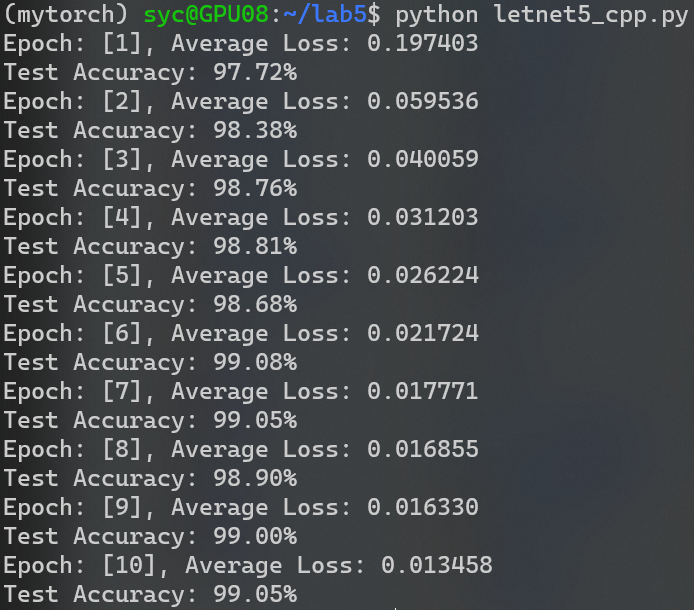 (mytorch) syc@GPU08:~/lab5$ python letnet5_cpp.py
Epoch: [1], Average Loss: 0.197403
Test Accuracy: 97.72%
Epoch: [2], Average Loss: 0.059536
Test Accuracy: 98.38%
Epoch: [3], Average Loss: 0.040059
Test Accuracy: 98.76%
Epoch: [4], Average Loss: 0.031203
Test Accuracy: 98.81%
Epoch: [5], Average Loss: 0.026224
Test Accuracy: 98.68%
Epoch: [6], Average Loss: 0.021724
Test Accuracy: 99.08%
Epoch: [7], Average Loss: 0.017771
Test Accuracy: 99.05%
Epoch: [8], Average Loss: 0.016855
Test Accuracy: 98.90%
Epoch: [9], Average Loss: 0.016330
Test Accuracy: 99.00%
Epoch: [10], Average Loss: 0.013458
Test Accuracy: 99.05%